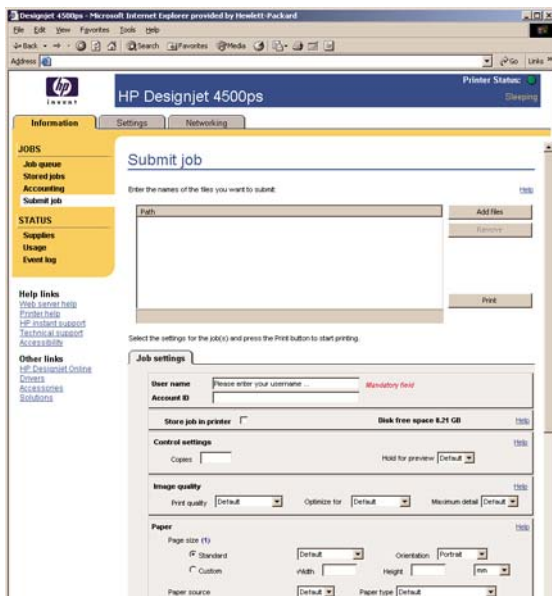 Designjet 4500ps - Microsoft Internet Explorer provided by Hewlett-Packard
File Edit View Favorites Tools Help
Back Search Favorites Media
Address Go Links
hp
invent
HP Designjet 4500ps
Printer Status:
Sleeping
Information Settings Networking
JOBS
Job queue
Stored jobs
Accounting
Submit job
STATUS
Supplies
Usage
Event log
Help links
Web server help
Printer help
HP instant support
Technical support
Accessibility
Other links
HP Designjet Online
Drivers
Accessories
Solutions
Submit job
Enter the names of the files you want to submit: Help
Path
Add files
Remove
Print
Select the settings for the job(s) and press the Print button to start printing.
Job settings
User name Please enter your username ... Mandatory field
Account ID
Store job in printer Disk free space 8.21 GB Help
Control settings Help
Copies Hold for preview Default
Image quality Help
Print quality Default Optimize for Default Maximum detail Default
Paper Help
Page size (1)
Standard Default Orientation Portrait
Custom Width Height mm
Paper source Default Paper type Default